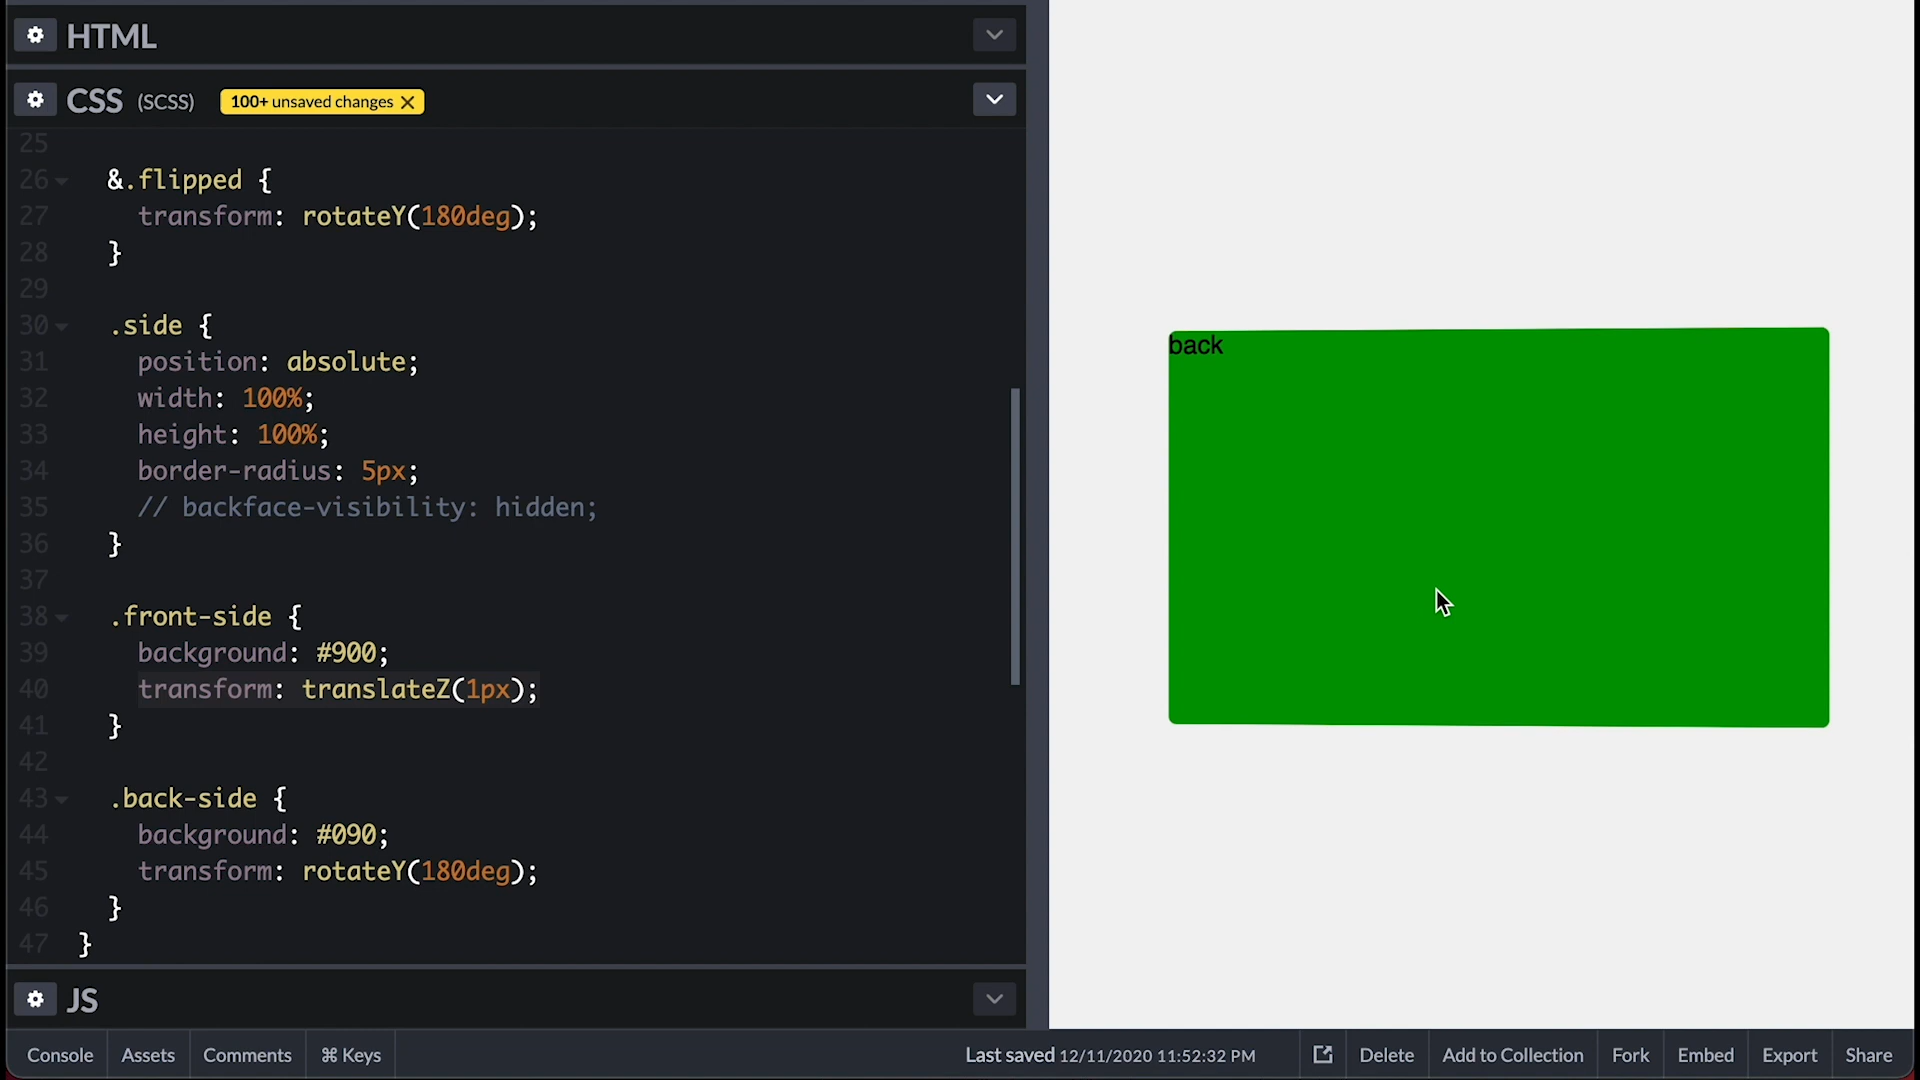 HTML
CSS (SCSS) 100+ unsaved changes
25
26 &.flipped {
27 transform: rotateY(180deg);
28 }
29
30 .side {
31 position: absolute;
32 width: 100%;
33 height: 100%;
34 border-radius: 5px;
35 // backface-visibility: hidden;
36 }
37
38 .front-side {
39 background: #900;
40 transform: translateZ(1px);
41 }
42
43 .back-side {
44 background: #090;
45 transform: rotateY(180deg);
46 }
47 }
JS
back
Console Assets Comments ⌘ Keys Last saved 12/11/2020 11:52:32 PM Delete Add to Collection Fork Embed Export Share